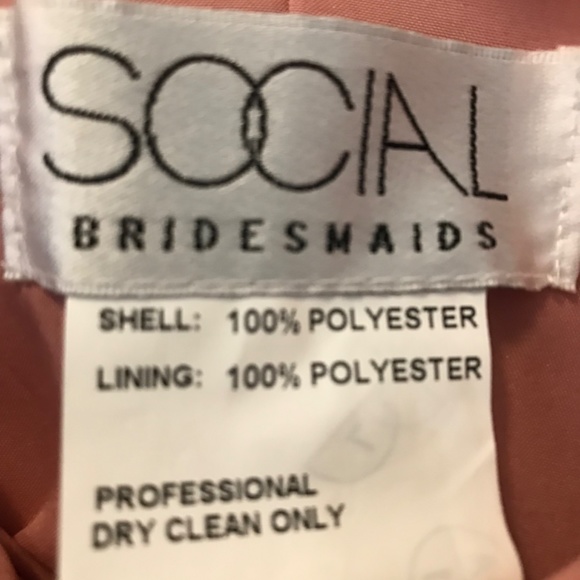 SOCIAL
BRIDESMAIDS
SHELL: 100% POLYESTER
LINING: 100% POLYESTER
PROFESSIONAL
DRY CLEAN ONLY